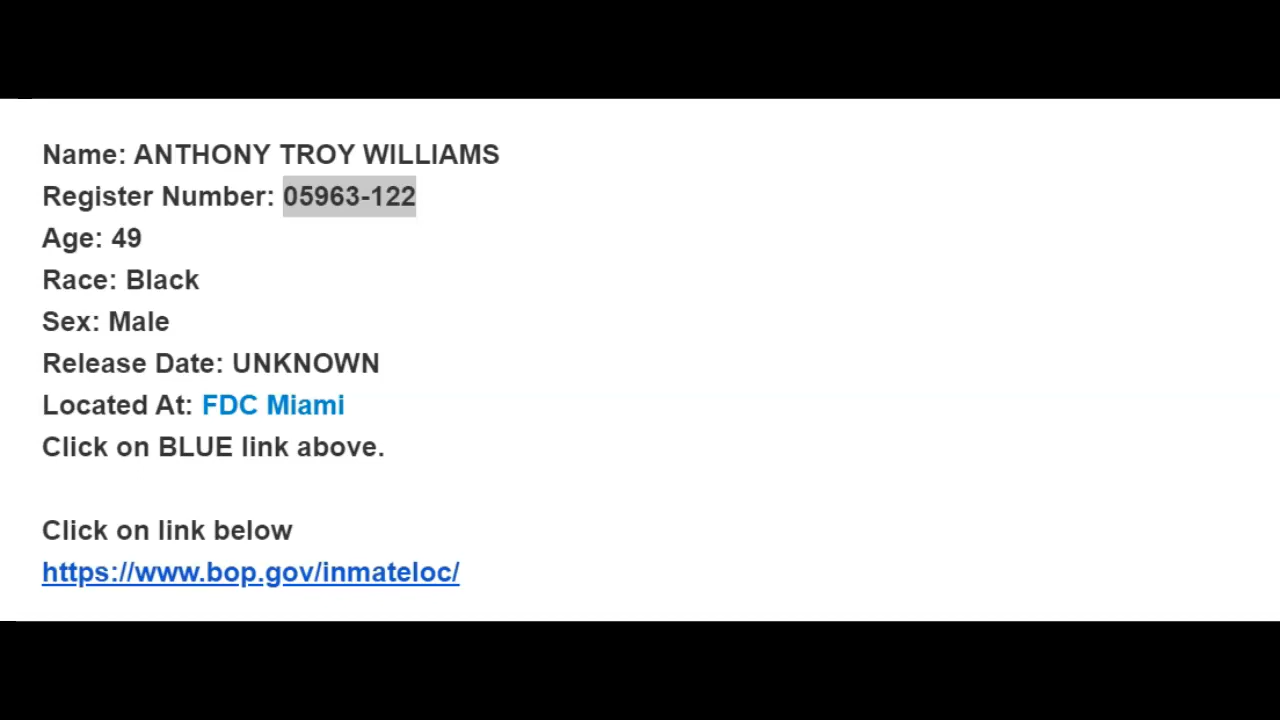 Name: ANTHONY TROY WILLIAMS
Register Number: 05963-122
Age: 49
Race: Black
Sex: Male
Release Date: UNKNOWN
Located At: FDC Miami
Click on BLUE link above.
Click on link below
https://www.bop.gov/inmateloc/